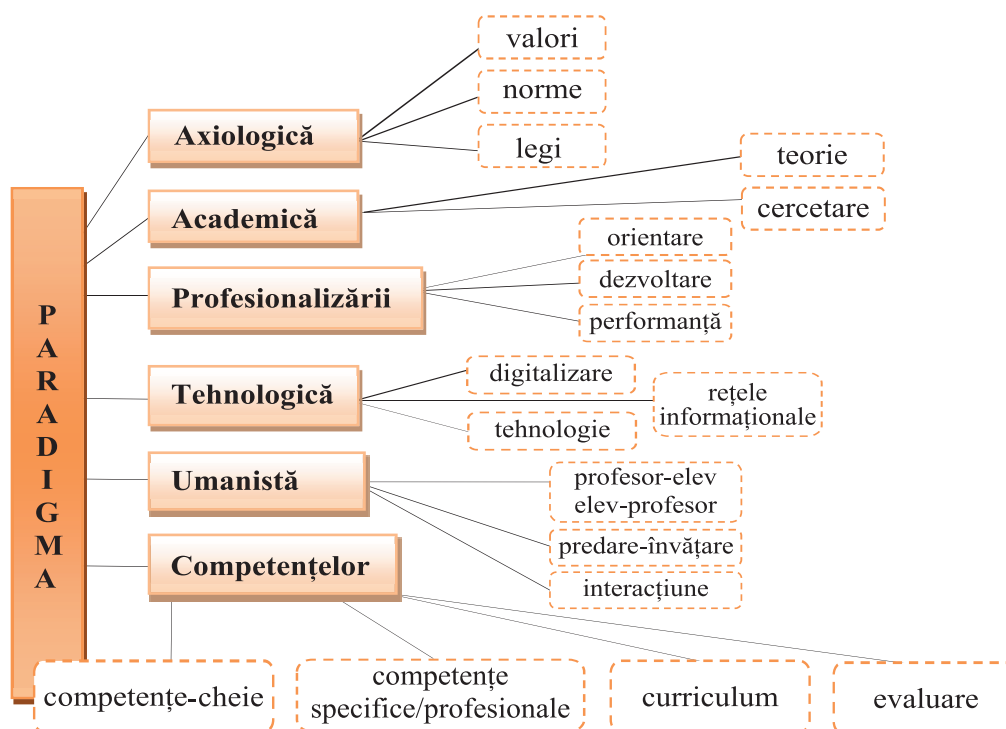 PARADIGMA
Axiologică
valori
norme
legi
Academică
teorie
cercetare
Profesionalizării
orientare
dezvoltare
performanță
Tehnologică
digitalizare
rețele
informaționale
tehnologie
Umanistă
profesor-elev
elev-profesor
predare-învățare
interacțiune
Competențelor
competențe-cheie
competențe
specifice/profesionale
curriculum
evaluare